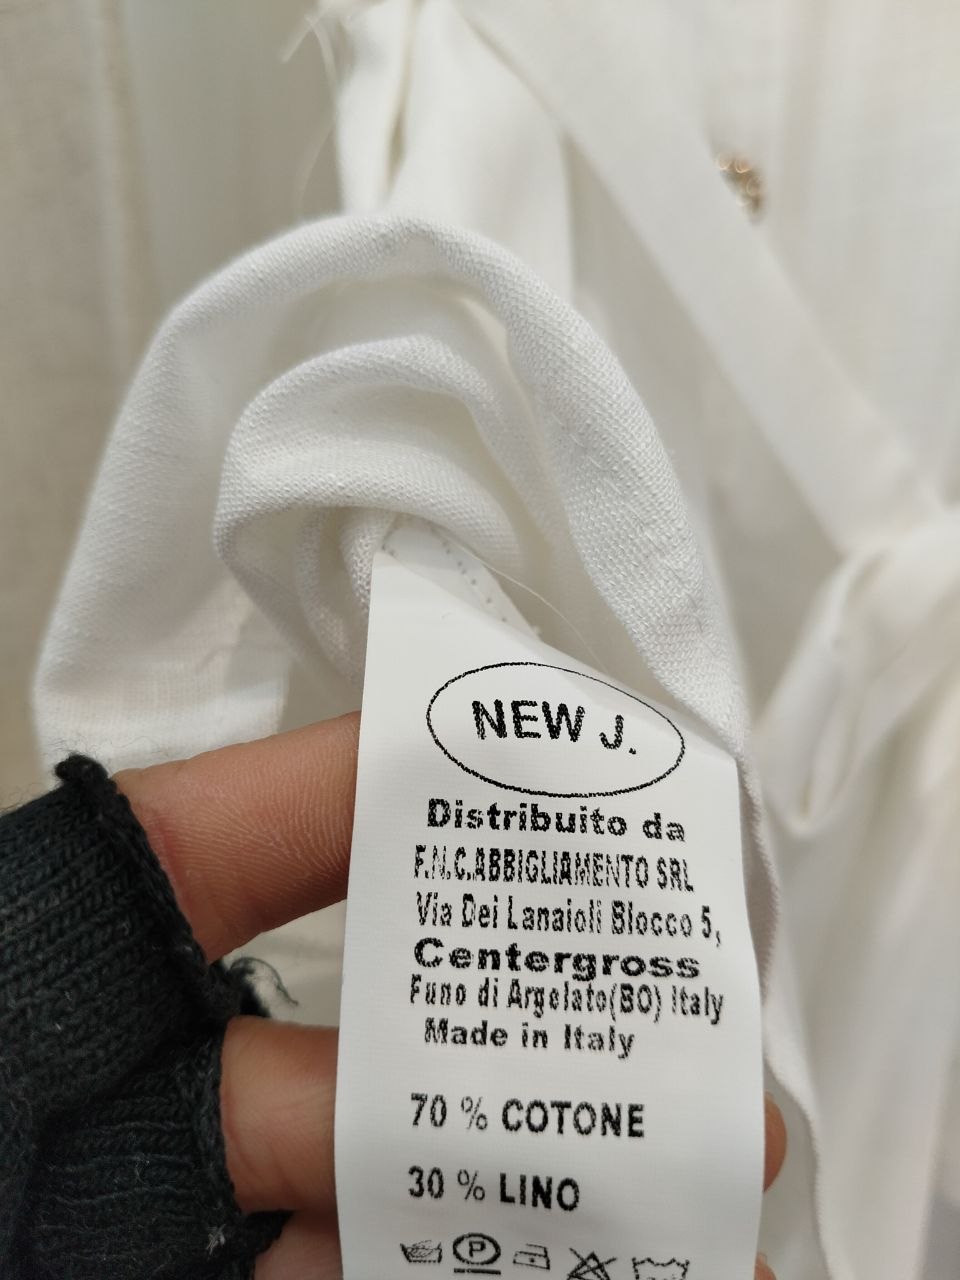 NEW J.
Distribuito da
F.N.C.ABBIGLIAMENTO SRL
Via Dei Lanaioli Blocco 5,
Centergross
Funo di Argelato(BO) Italy
Made in Italy
70 % COTONE
30 % LINO
P